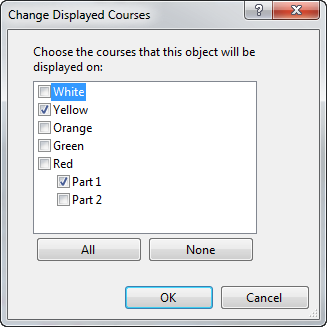 Change Displayed Courses
?
Choose the courses that this object will be
displayed on:
White
Yellow
Orange
Green
Red
Part 1
Part 2
All None
OK Cancel